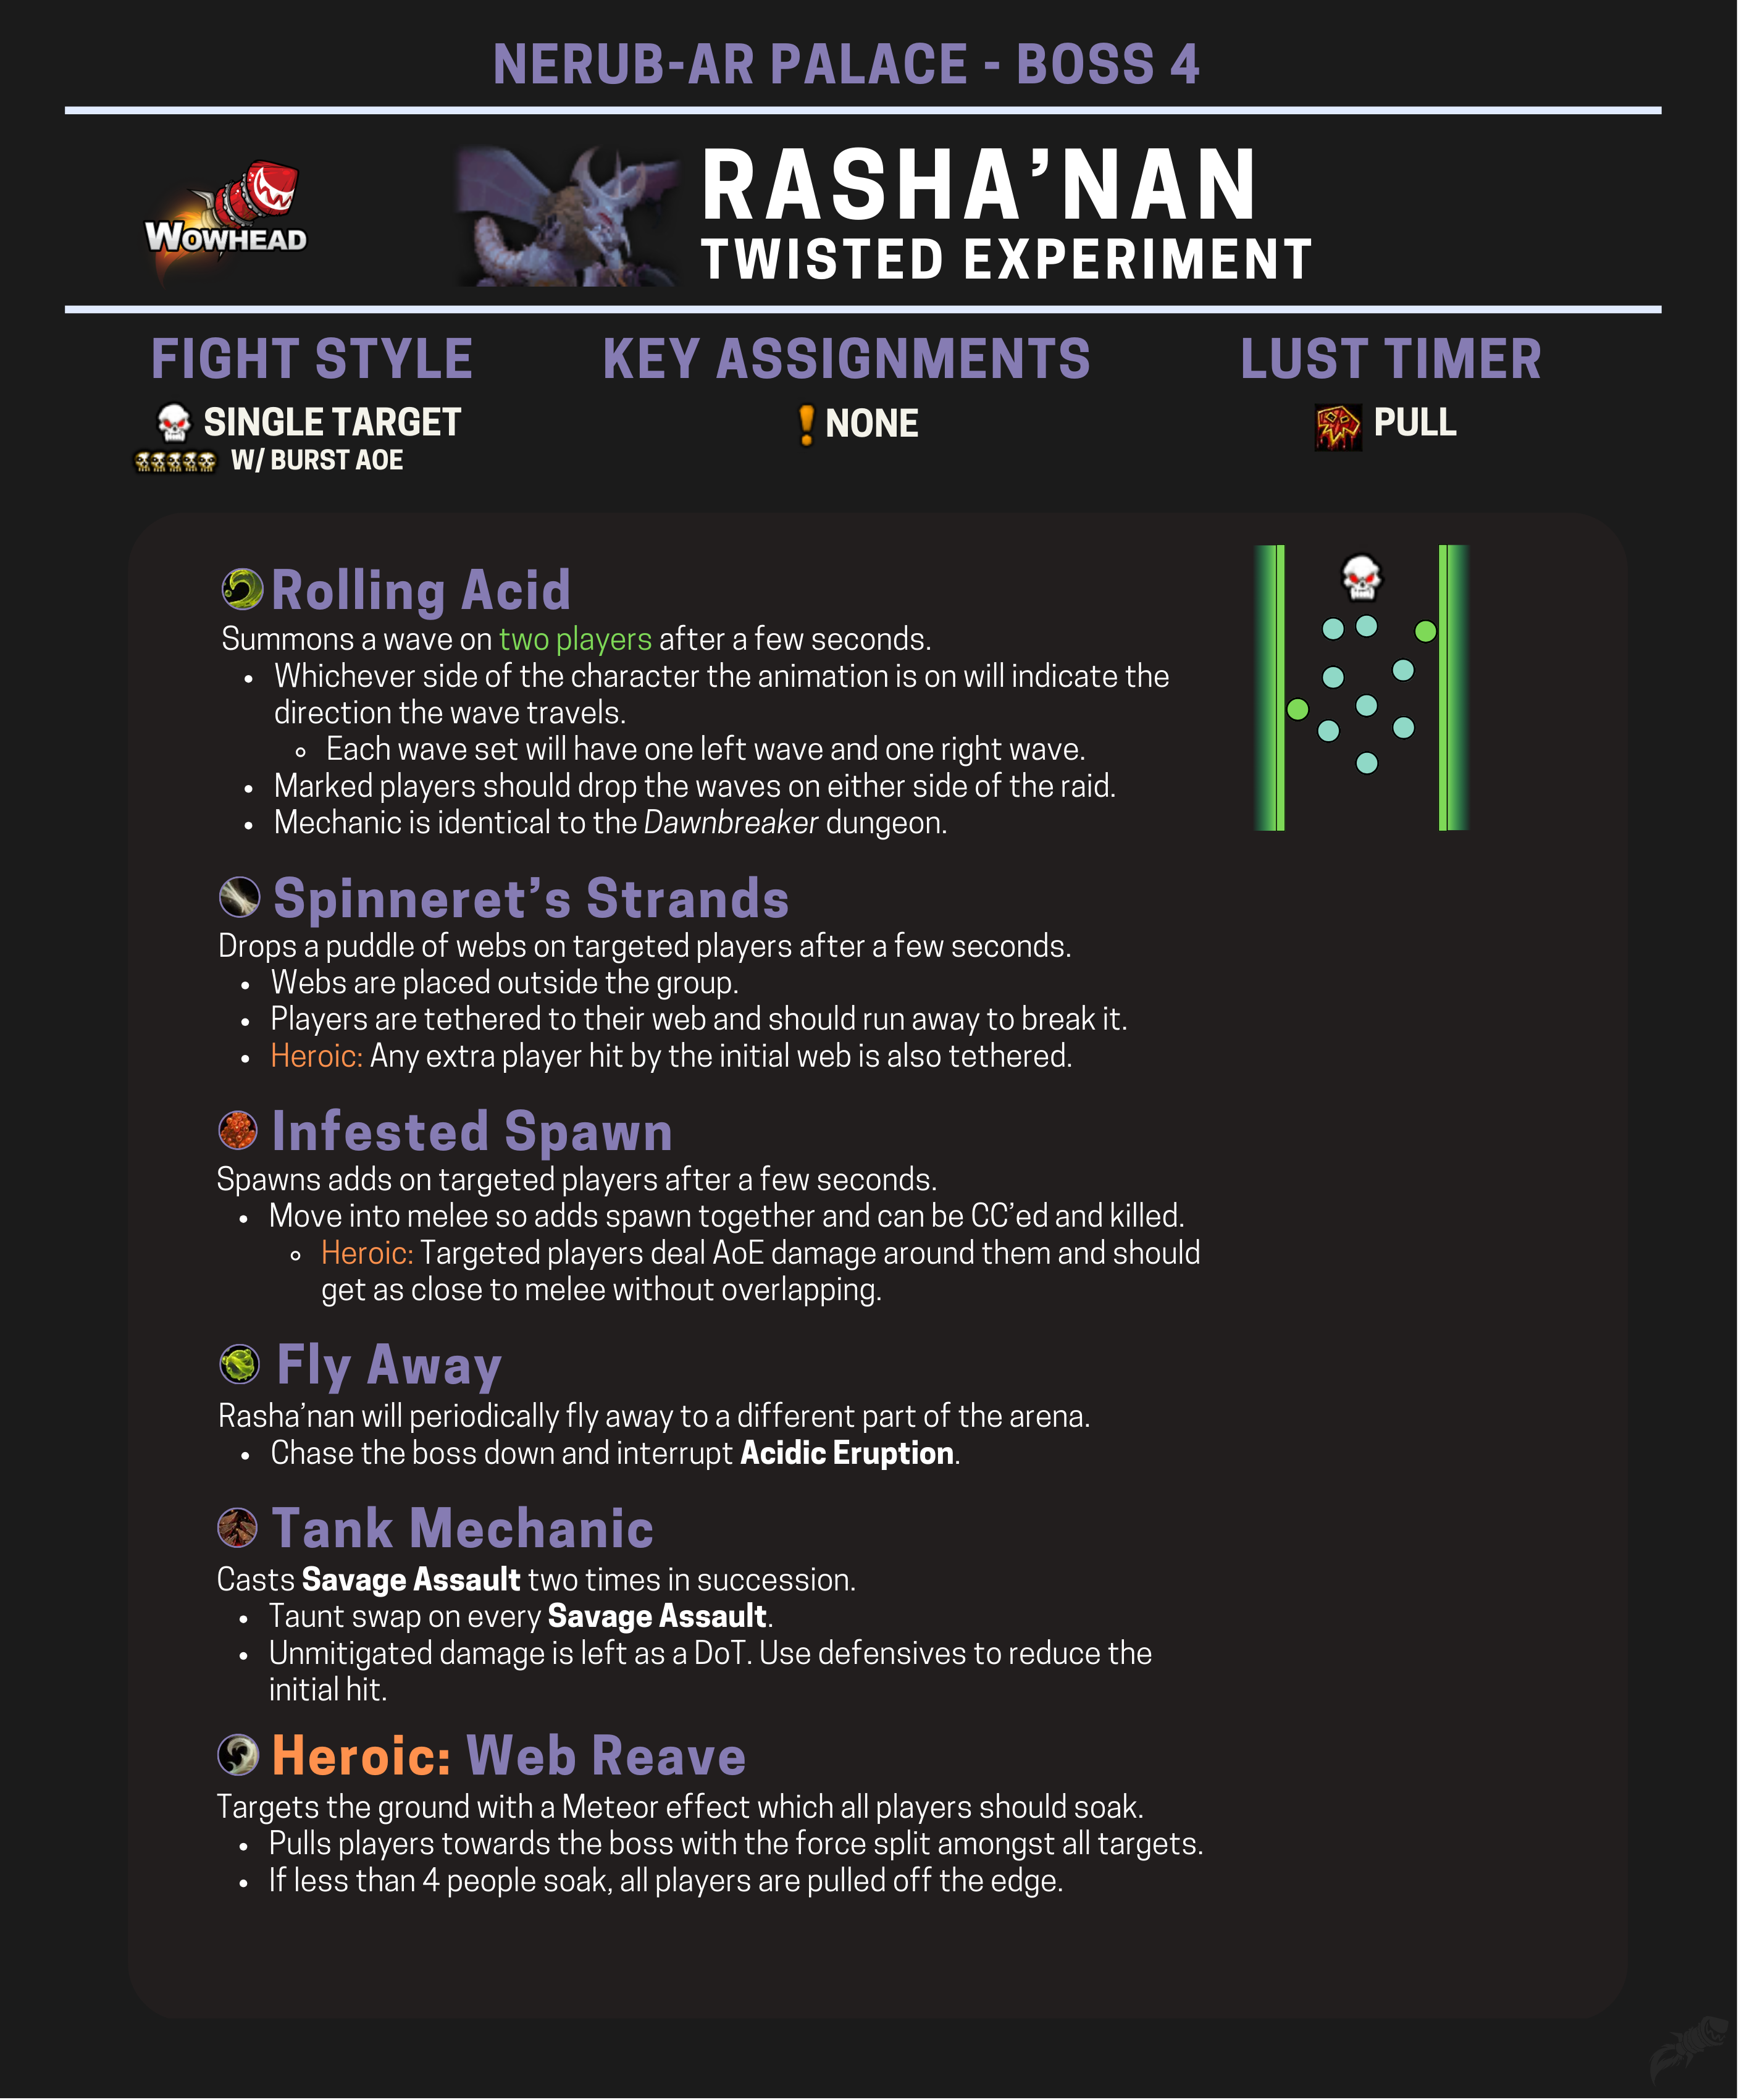 NERUB-AR PALACE - BOSS 4
WOWHEAD
RASHA’NAN
TWISTED EXPERIMENT
FIGHT STYLE
SINGLE TARGET
W/ BURST AOE
KEY ASSIGNMENTS
NONE
LUST TIMER
PULL
Rolling Acid
Summons a wave on two players after a few seconds.
• Whichever side of the character the animation is on will indicate the
direction the wave travels.
◦ Each wave set will have one left wave and one right wave.
• Marked players should drop the waves on either side of the raid.
• Mechanic is identical to the Dawnbreaker dungeon.
Spinneret’s Strands
Drops a puddle of webs on targeted players after a few seconds.
• Webs are placed outside the group.
• Players are tethered to their web and should run away to break it.
• Heroic: Any extra player hit by the initial web is also tethered.
Infested Spawn
Spawns adds on targeted players after a few seconds.
• Move into melee so adds spawn together and can be CC’ed and killed.
◦ Heroic: Targeted players deal AoE damage around them and should
get as close to melee without overlapping.
Fly Away
Rasha’nan will periodically fly away to a different part of the arena.
• Chase the boss down and interrupt Acidic Eruption.
Tank Mechanic
Casts Savage Assault two times in succession.
• Taunt swap on every Savage Assault.
• Unmitigated damage is left as a DoT. Use defensives to reduce the
initial hit.
Heroic: Web Reave
Targets the ground with a Meteor effect which all players should soak.
• Pulls players towards the boss with the force split amongst all targets.
• If less than 4 people soak, all players are pulled off the edge.